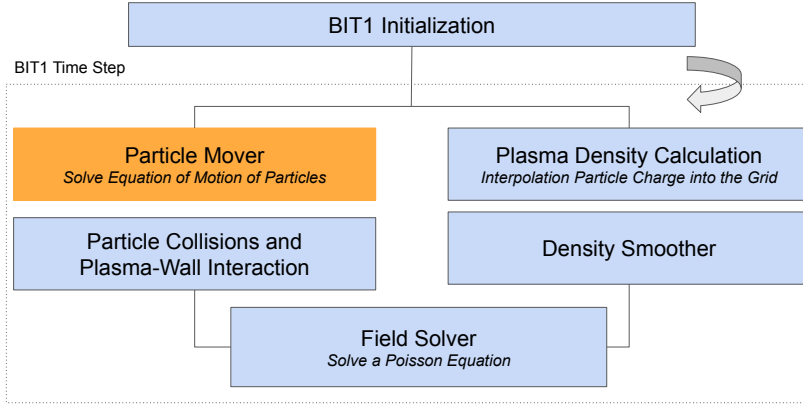 BIT1 Initialization
BIT1 Time Step
Particle Mover
Solve Equation of Motion of Particles
Plasma Density Calculation
Interpolation Particle Charge into the Grid
Particle Collisions and
Plasma-Wall Interaction
Density Smoother
Field Solver
Solve a Poisson Equation